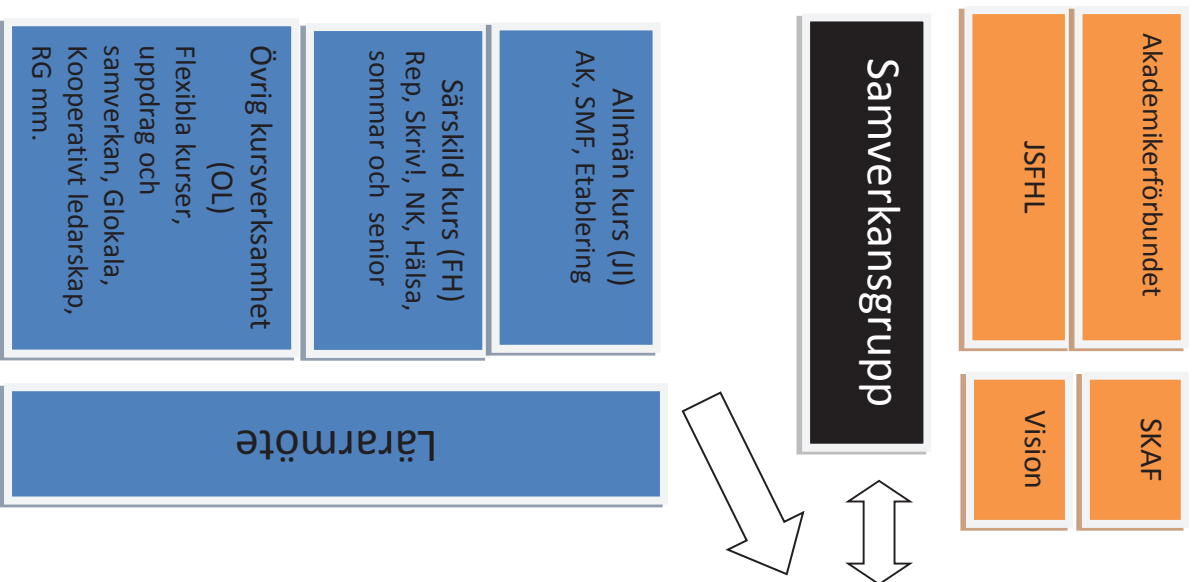 Akademikerförbundet
SKAF
JSFHL
Vision
Samverkansgrupp
Allmän kurs (JI)
AK, SMF, Etablering
Särskild kurs (FH)
Rep, Skriv!, NK, Hälsa,
sommar och senior
Övrig kursverksamhet
(OL)
Flexibla kurser,
uppdrag och
samverkan, Glokala,
Kooperativt ledarskap,
RG mm.
Lärarmöte